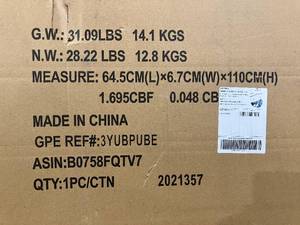 G.W.: 31.09LBS 14.1 KGS
N.W.: 28.22 LBS 12.8 KGS
MEASURE: 64.5CM(L)×6.7CM(W)×110CM(H)
1.695CBF 0.048 CB
MADE IN CHINA
GPE REF#:3YUBPUBE
ASIN:B0758FQTV7
QTY:1PC/CTN 2021357